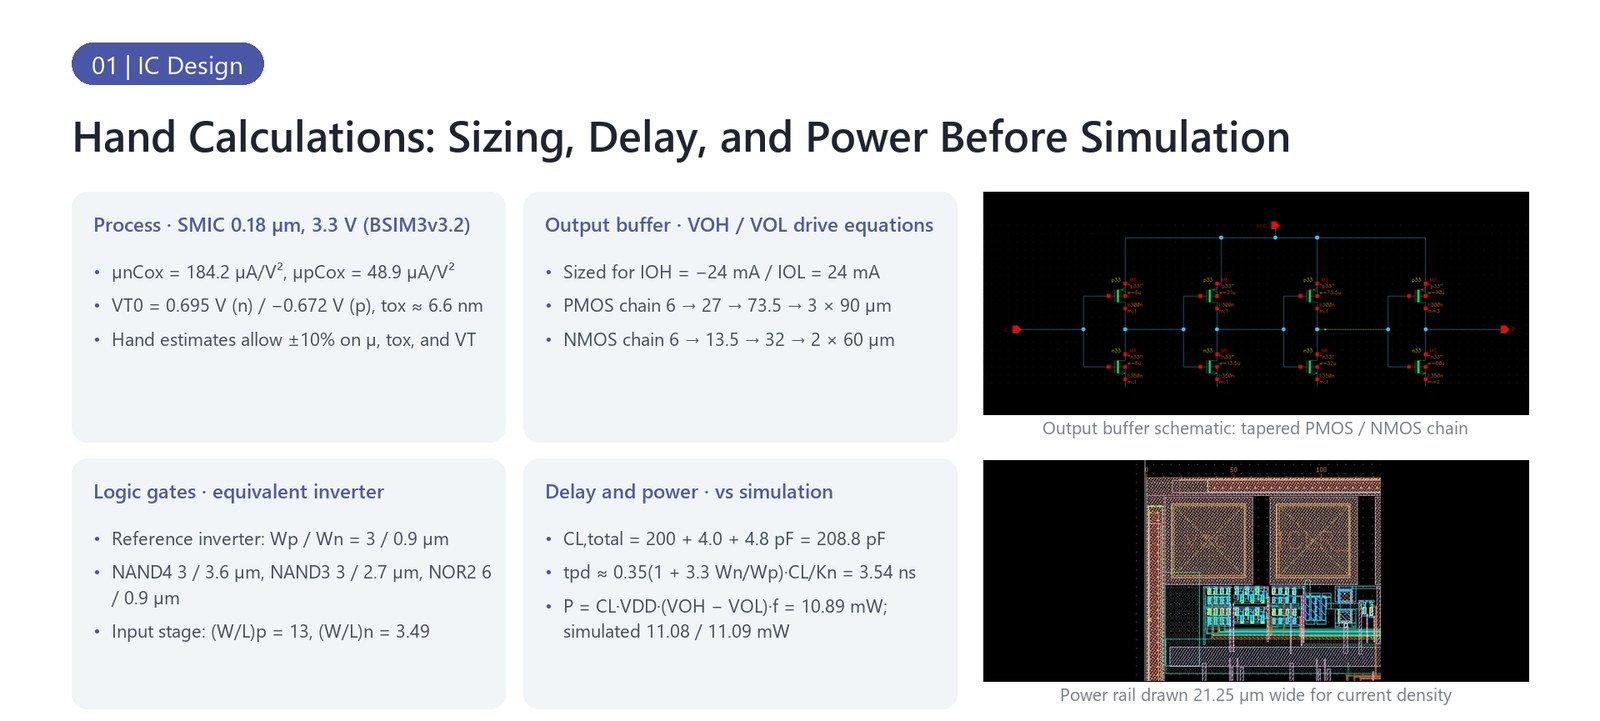 01 | IC Design
Hand Calculations: Sizing, Delay, and Power Before Simulation
Process · SMIC 0.18 µm, 3.3 V (BSIM3v3.2)
• µnCox = 184.2 µA/V², µpCox = 48.9 µA/V²
• VT0 = 0.695 V (n) / −0.672 V (p), tox ≈ 6.6 nm
• Hand estimates allow ±10% on µ, tox, and VT
Output buffer · VOH / VOL drive equations
• Sized for IOH = −24 mA / IOL = 24 mA
• PMOS chain 6 → 27 → 73.5 → 3 × 90 µm
• NMOS chain 6 → 13.5 → 32 → 2 × 60 µm
Output buffer schematic: tapered PMOS / NMOS chain
Logic gates · equivalent inverter
• Reference inverter: Wp / Wn = 3 / 0.9 µm
• NAND4 3 / 3.6 µm, NAND3 3 / 2.7 µm, NOR2 6
/ 0.9 µm
• Input stage: (W/L)p = 13, (W/L)n = 3.49
Delay and power · vs simulation
• CL,total = 200 + 4.0 + 4.8 pF = 208.8 pF
• tpd ≈ 0.35(1 + 3.3 Wn/Wp)·CL/Kn = 3.54 ns
• P = CL·VDD·(VOH − VOL)·f = 10.89 mW;
simulated 11.08 / 11.09 mW
0 50 100
Power rail drawn 21.25 µm wide for current density